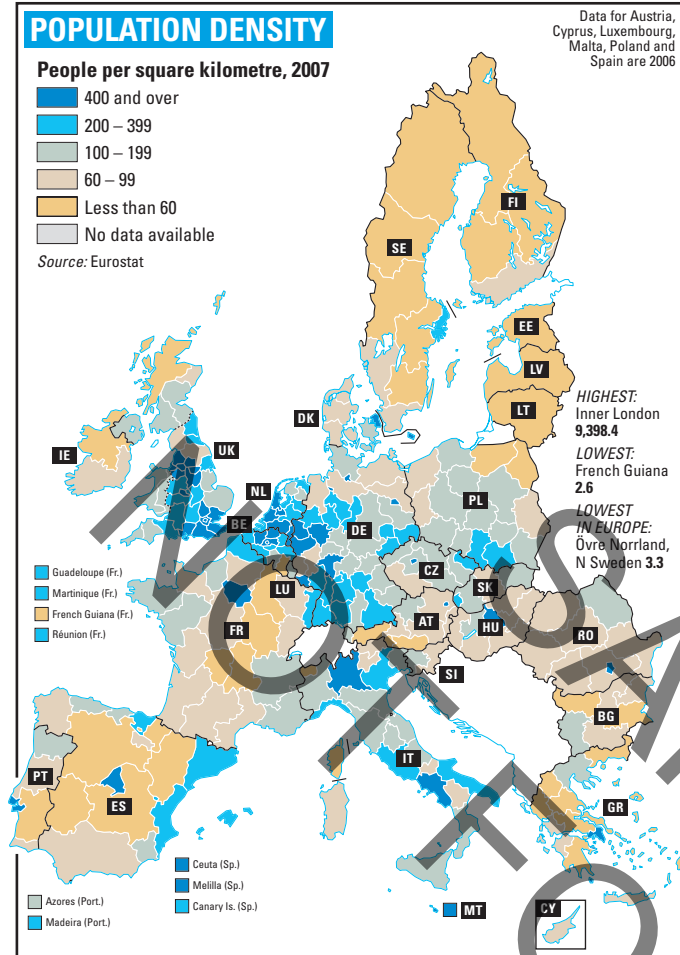 POPULATION DENSITY
People per square kilometre, 2007
400 and over
200 – 399
100 – 199
60 – 99
Less than 60
No data available
Source: Eurostat
Data for Austria,
Cyprus, Luxembourg,
Malta, Poland and
Spain are 2006
FI
SE
EE
LV
LT
DK
IE
UK
NL
BE
PL
DE
CZ
LU
SK
FR
AT
HU
RO
SI
BG
PT
IT
ES
GR
MT
CY
HIGHEST:
Inner London
9,398.4
LOWEST:
French Guiana
2.6
LOWEST
IN EUROPE:
Övre Norrland,
N Sweden 3.3
Guadeloupe (Fr.)
Martinique (Fr.)
French Guiana (Fr.)
Réunion (Fr.)
Ceuta (Sp.)
Melilla (Sp.)
Canary Is. (Sp.)
Azores (Port.)
Madeira (Port.)